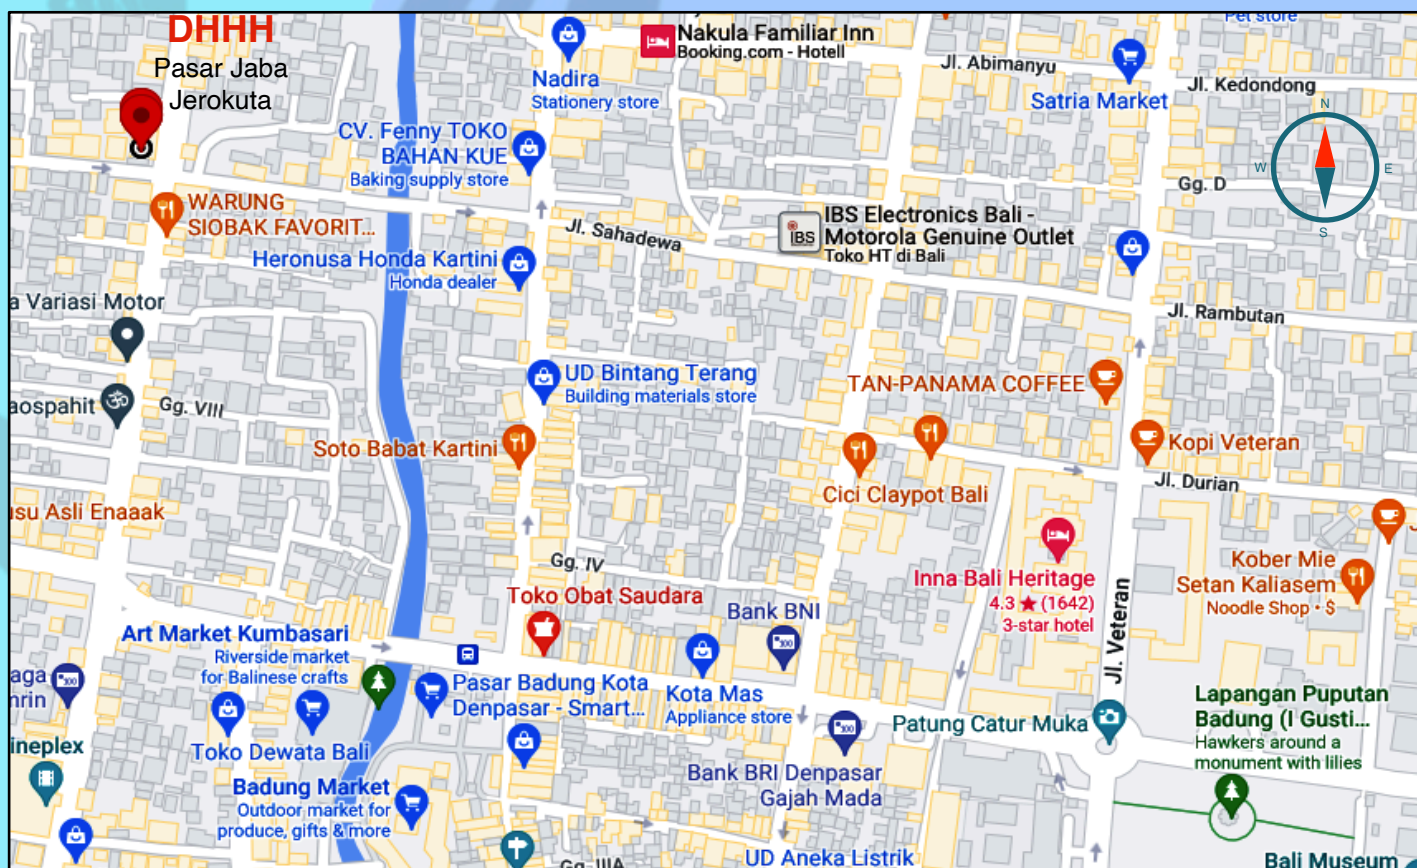 DHHH
Pasar Jaba
Jerokuta
Nadira
Stationery store
Nakula Familiar Inn
Booking.com - Hotell
Pet store
Jl. Abimanyu
Satria Market
Jl. Kedondong
N
W
E
S
CV. Fenny TOKO
BAHAN KUE
Baking supply store
Gg. D
WARUNG
SIOBAK FAVORIT...
Jl. Sahadewa
IBS
IBS Electronics Bali -
Motorola Genuine Outlet
Toko HT di Bali
Heronusa Honda Kartini
Honda dealer
a Variasi Motor
Jl. Rambutan
UD Bintang Terang
Building materials store
TAN-PANAMA COFFEE
aospahit
Gg. VIII
Soto Babat Kartini
Kopi Veteran
Cici Claypot Bali
Jl. Durian
usu Asli Enaaak
Gg. IV
Inna Bali Heritage
4.3 ★ (1642)
3-star hotel
Kober Mie
Setan Kaliasem
Noodle Shop • $
Toko Obat Saudara
Bank BNI
Jl. Veteran
Art Market Kumbasari
Riverside market
for Balinese crafts
aga
nrin
Pasar Badung Kota
Denpasar - Smart...
Kota Mas
Appliance store
Patung Catur Muka
Lapangan Puputan
Badung (I Gusti...
Hawkers around a
monument with lilies
Toko Dewata Bali
ineplex
Bank BRI Denpasar
Gajah Mada
Badung Market
Outdoor market for
produce, gifts & more
Gg. IIIA
UD Aneka Listrik
Bali Museum